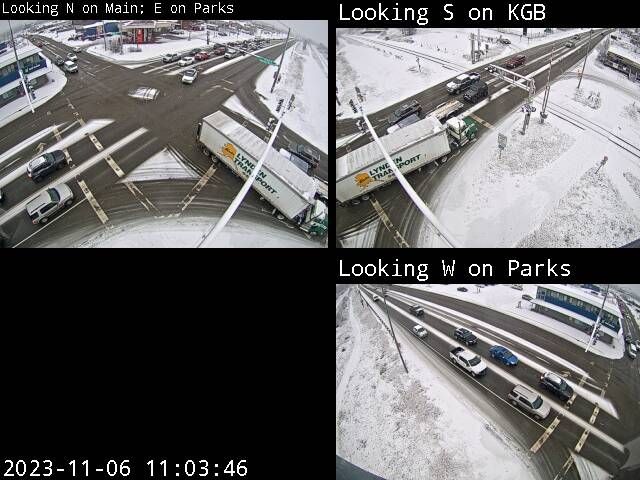 Looking N on Main; E on Parks
Looking S on KGB
LYNDEN
TRANSPORT
LYNDEN
TRANSPORT
Looking W on Parks
2023-11-06 11:03:46